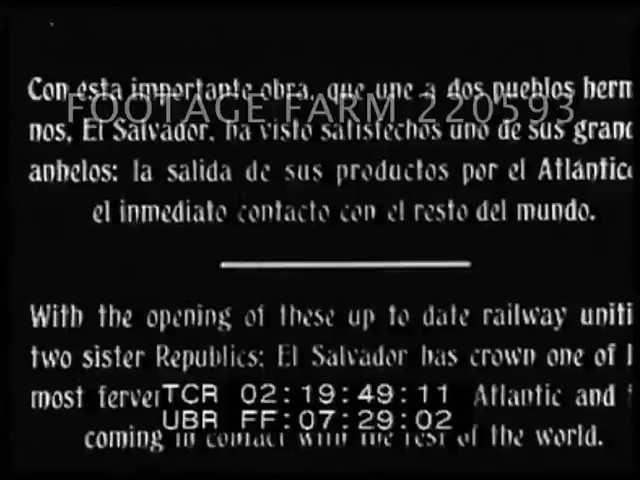 Con esta importante obra, que une a dos pueblos herm
FOOTAGE FARM 220593
nos, El Salvador, ha visto satisfechos uno de sus grand
anhelos: la salida de sus productos por el Atlántic
el inmediato contacto con el resto del mundo.
With the opening of these up to date railway uniti
two sister Republics: El Salvador has crown one of
most ferver Atlantic and
TCR 02:19:49:11
UBR FF:07:29:02
coming in contact with the rest of the world.